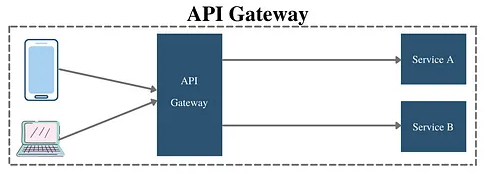 API Gateway
API
Gateway
Service A
Service B